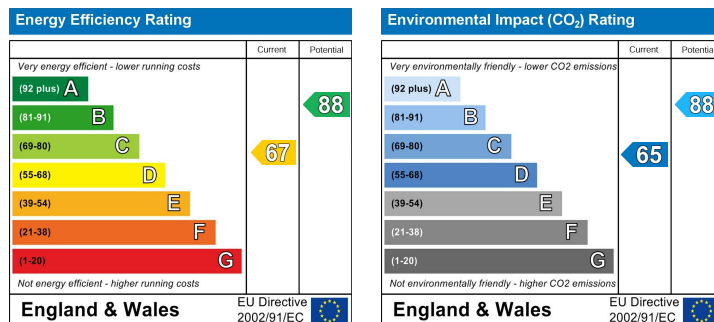 Energy Efficiency Rating
Current Potential
Very energy efficient - lower running costs
(92 plus) A
(81-91) B
(69-80) C
(55-68) D
(39-54) E
(21-38) F
(1-20) G
67
88
Not energy efficient - higher running costs
England & Wales
EU Directive
2002/91/EC
Environmental Impact (CO₂) Rating
Current Potentia
Very environmentally friendly - lower CO2 emissions
(92 plus) A
(81-91) B
(69-80) C
(55-68) D
(39-54) E
(21-38) F
(1-20) G
65
88
Not environmentally friendly - higher CO2 emissions
England & Wales
EU Directive
2002/91/EC